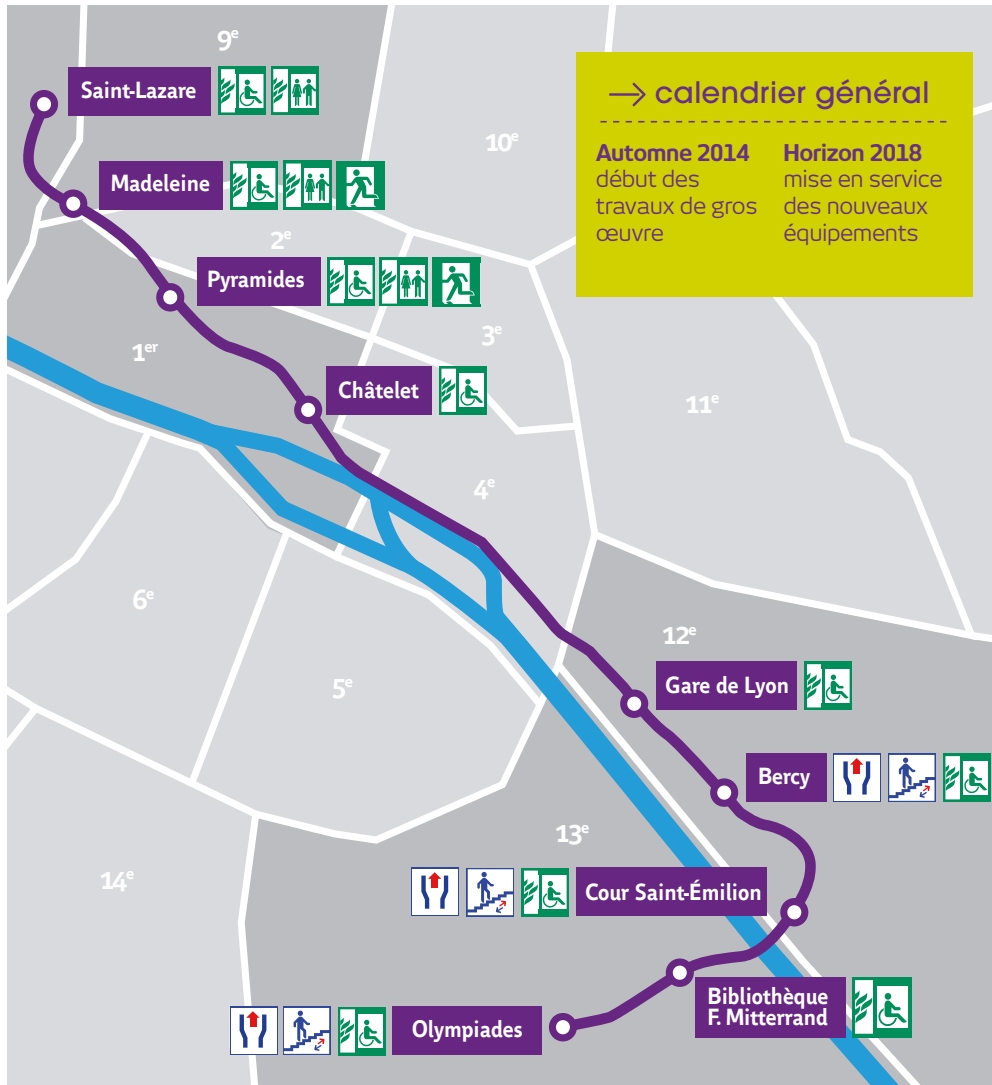 9e
Saint-Lazare
→ calendrier général
Automne 2014
début des
travaux de gros
œuvre
Horizon 2018
mise en service
des nouveaux
équipements
10e
Madeleine
2e
Pyramides
3e
1er
Châtelet
11e
4e
6e
12e
5e
Gare de Lyon
Bercy
13e
14e
Cour Saint-Émilion
Bibliothèque
F. Mitterrand
Olympiades